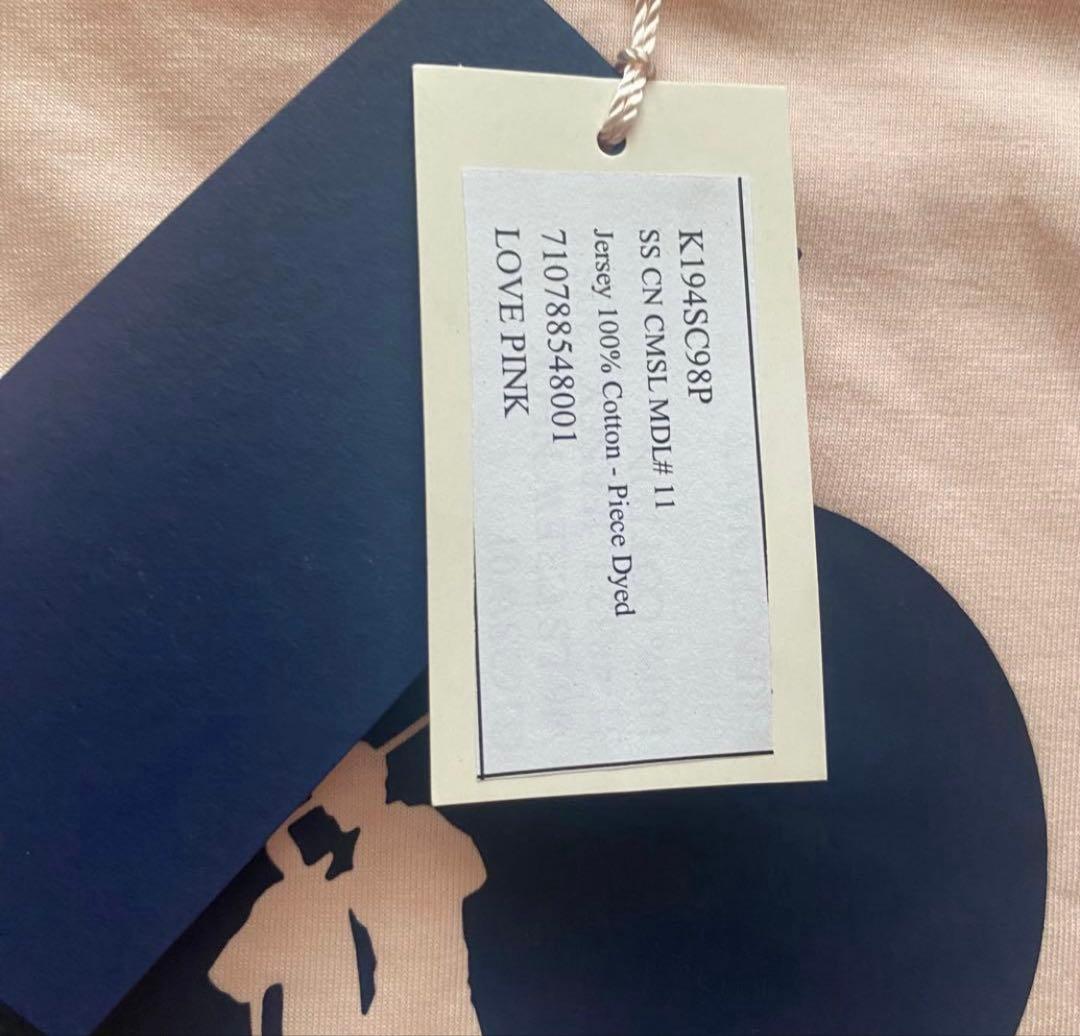 K194SC98P
SS CN CMSL MDL# 11
Jersey 100% Cotton - Piece Dyed
710788548001
LOVE PINK